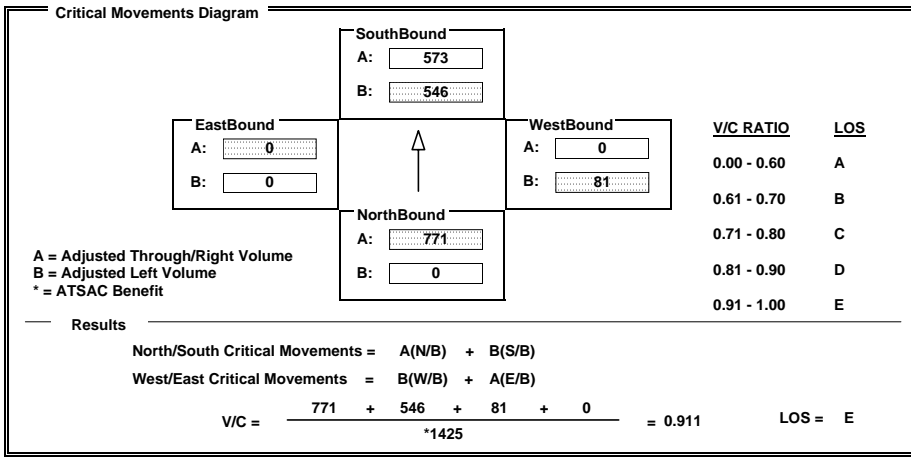 Critical Movements Diagram
SouthBound
A: 573
B: 546
EastBound
A: 0
B: 0
WestBound
A: 0
B: 81
NorthBound
A: 771
B: 0
V/C RATIO LOS
0.00 - 0.60 A
0.61 - 0.70 B
0.71 - 0.80 C
0.81 - 0.90 D
0.91 - 1.00 E
A = Adjusted Through/Right Volume
B = Adjusted Left Volume
* = ATSAC Benefit
Results
North/South Critical Movements = A(N/B) + B(S/B)
West/East Critical Movements = B(W/B) + A(E/B)
771 + 546 + 81 + 0
V/C = = 0.911 LOS = E
*1425